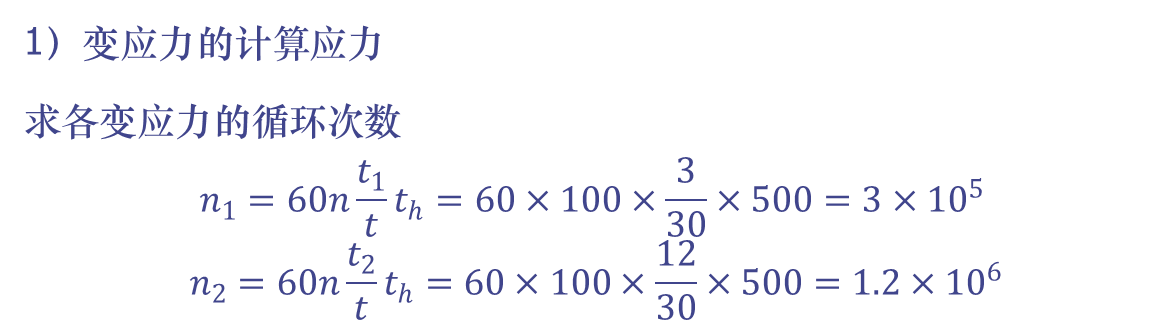 1）变应力的计算应力
求各变应力的循环次数
n₁ = 60n t₁/t tₕ = 60 × 100 × 3/30 × 500 = 3 × 10⁵
n₂ = 60n t₂/t tₕ = 60 × 100 × 12/30 × 500 = 1.2 × 10⁶